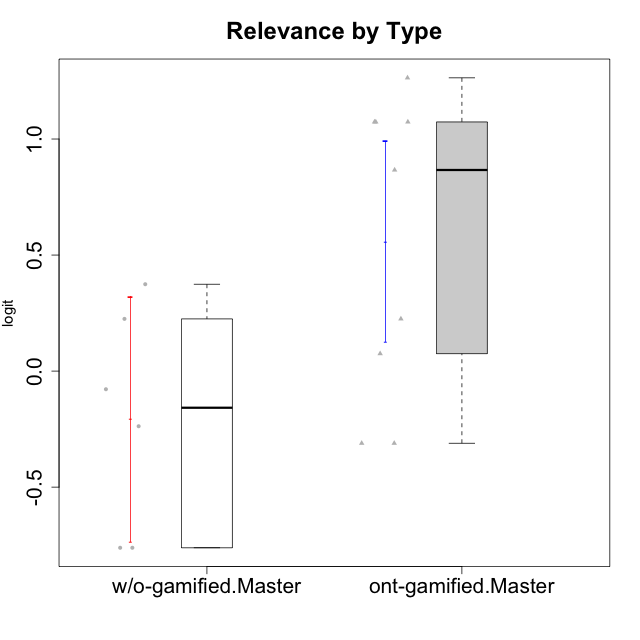 Relevance by Type
logit
1.0
0.5
0.0
-0.5
w/o-gamified.Master
ont-gamified.Master